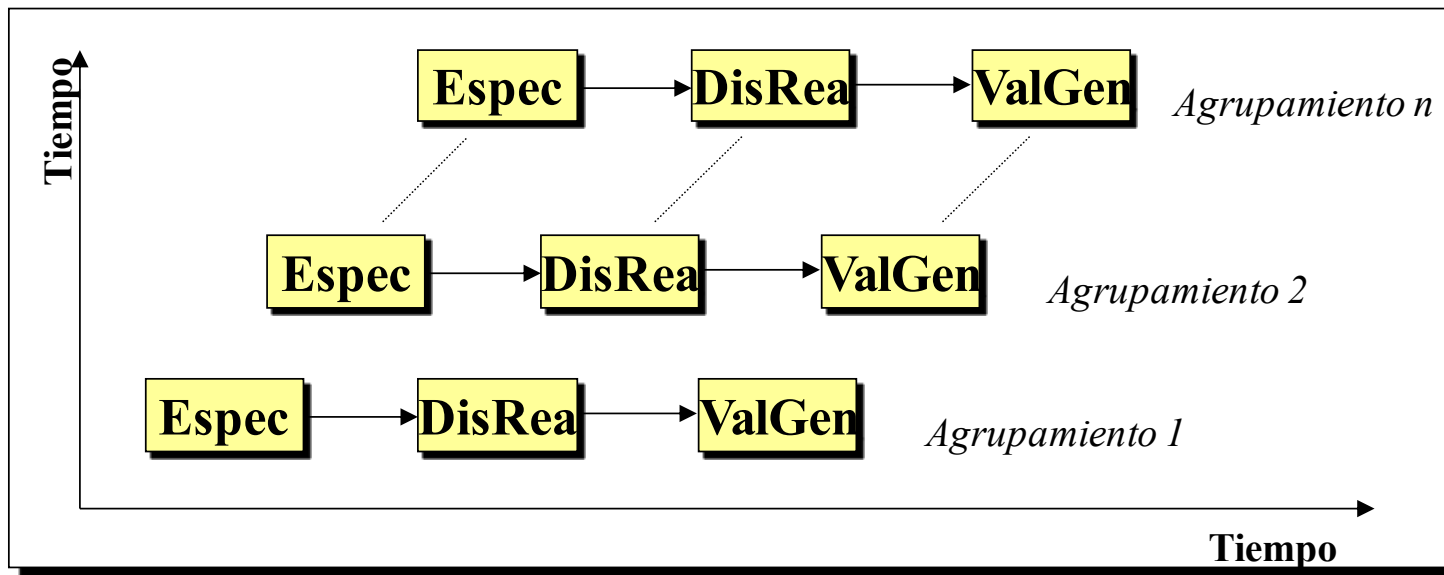 Tiempo
Espec
DisRea
ValGen
Agrupamiento n
Espec
DisRea
ValGen
Agrupamiento 2
Espec
DisRea
ValGen
Agrupamiento 1
Tiempo